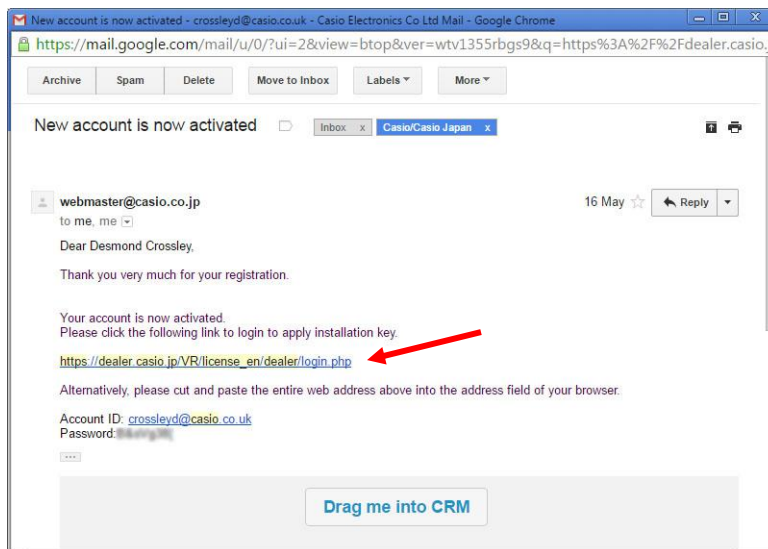 New account is now activated - crossleyd@casio.co.uk - Casio Electronics Co Ltd Mail - Google Chrome
https://mail.google.com/mail/u/0/?ui=2&view=btop&ver=wtv1355rbgs9&q=https%3A%2F%2Fdealer.casio.
Archive Spam Delete Move to Inbox Labels More
New account is now activated Inbox x Casio/Casio Japan x
webmaster@casio.co.jp 16 May Reply
to me, me
Dear Desmond Crossley,
Thank you very much for your registration.
Your account is now activated.
Please click the following link to login to apply installation key.
https://dealer.casio.jp/VR/license_en/dealer/login.php
Alternatively, please cut and paste the entire web address above into the address field of your browser.
Account ID: crossleyd@casio.co.uk
Password:
Drag me into CRM